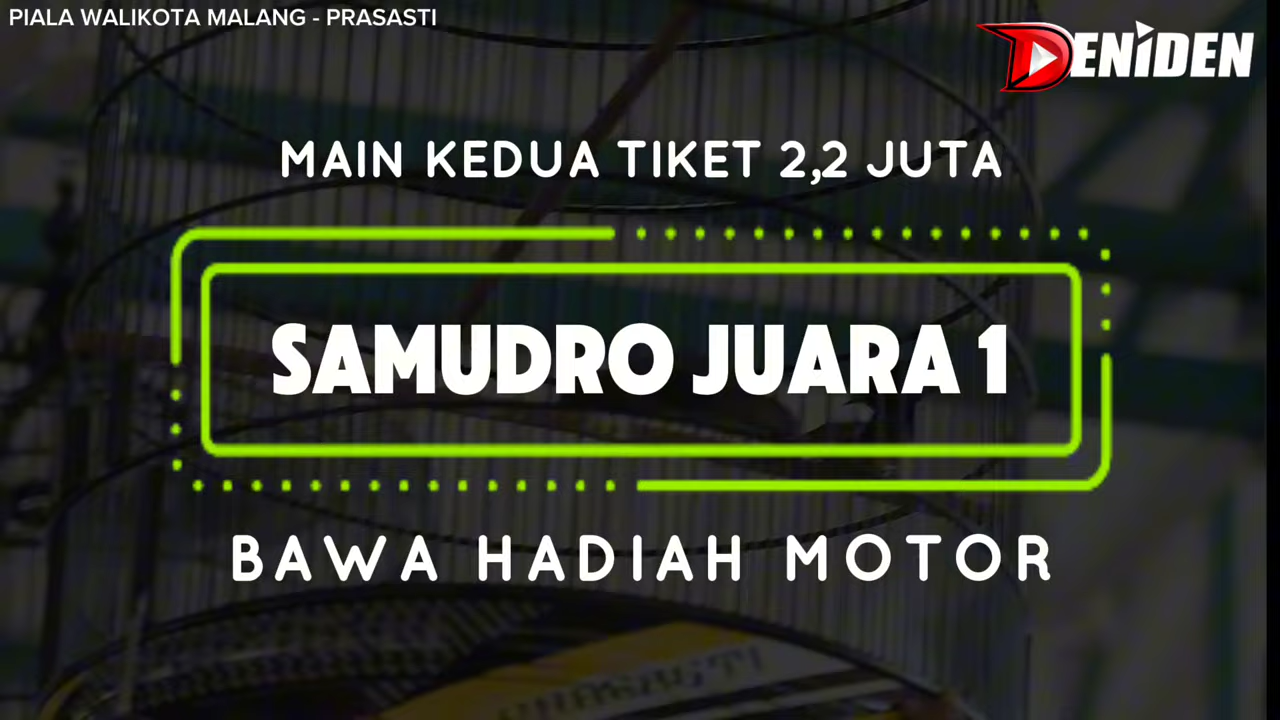 PIALA WALIKOTA MALANG - PRASASTI
DENIDEN
MAIN KEDUA TIKET 2,2 JUTA
SAMUDRO JUARA 1
BAWA HADIAH MOTOR